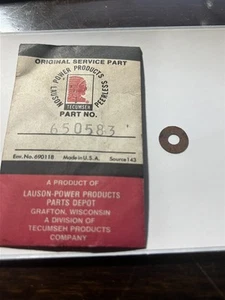 ORIGINAL SERVICE PART
LAUSON POWER PRODUCTS PEERLESS
TECUMSEH
PART NO.
650583
Env. No. 690118 Made in U.S.A. Source 143
A PRODUCT OF
LAUSON-POWER PRODUCTS
PARTS DEPOT
GRAFTON, WISCONSIN
A DIVISION OF
TECUMSEH PRODUCTS
COMPANY